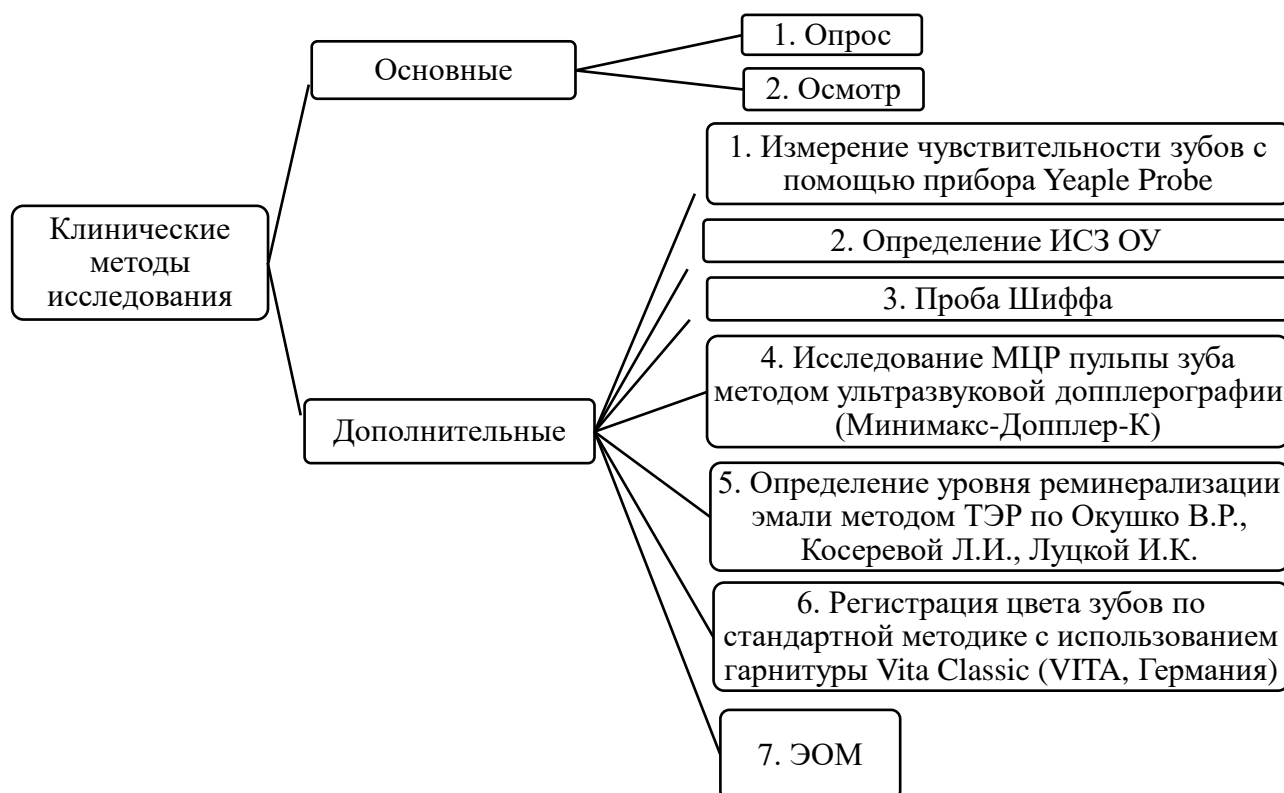 Клинические
методы
исследования
Основные
1. Опрос
2. Осмотр
Дополнительные
1. Измерение чувствительности зубов с
помощью прибора Yeaple Probe
2. Определение ИСЗ ОУ
3. Проба Шиффа
4. Исследование МЦР пульпы зуба
методом ультразвуковой допплерографии
(Минимакс-Допплер-К)
5. Определение уровня реминерализации
эмали методом ТЭР по Окушко В.Р.,
Косеревой Л.И., Луцкой И.К.
6. Регистрация цвета зубов по
стандартной методике с использованием
гарнитуры Vita Classic (VITA, Германия)
7. ЭОМ